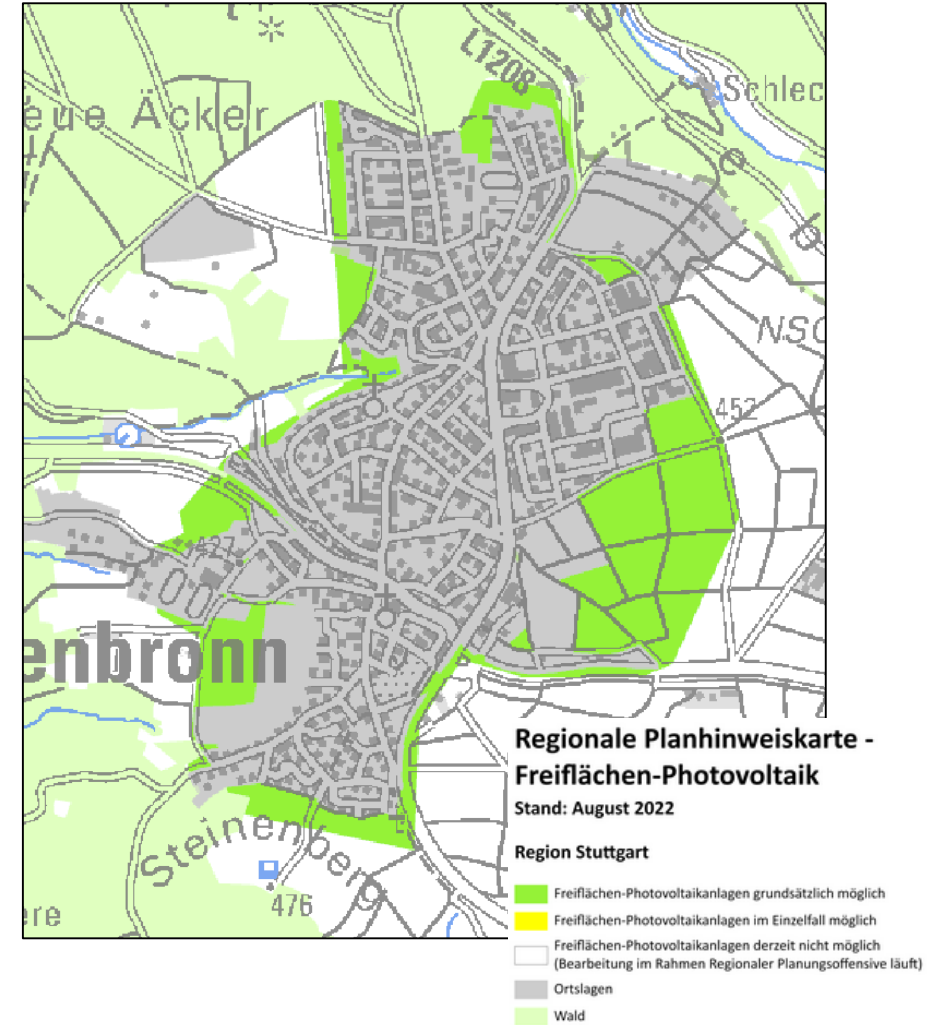 L1208
eue Äcker
Schlec
NSG
452
enbronn
Steinenberg
476
ere
Regionale Planhinweiskarte -
Freiflächen-Photovoltaik
Stand: August 2022
Region Stuttgart
Freiflächen-Photovoltaikanlagen grundsätzlich möglich
Freiflächen-Photovoltaikanlagen im Einzelfall möglich
Freiflächen-Photovoltaikanlagen derzeit nicht möglich
(Bearbeitung im Rahmen Regionaler Planungsoffensive läuft)
Ortslagen
Wald